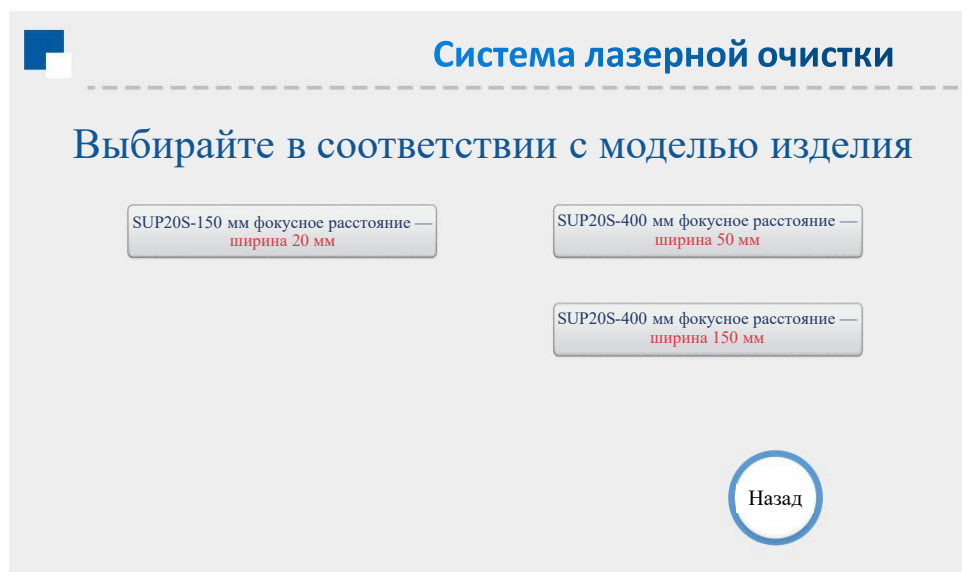 Система лазерной очистки
Выбирайте в соответствии с моделью изделия
SUP20S-150 мм фокусное расстояние —
ширина 20 мм
SUP20S-400 мм фокусное расстояние —
ширина 50 мм
SUP20S-400 мм фокусное расстояние —
ширина 150 мм
Назад